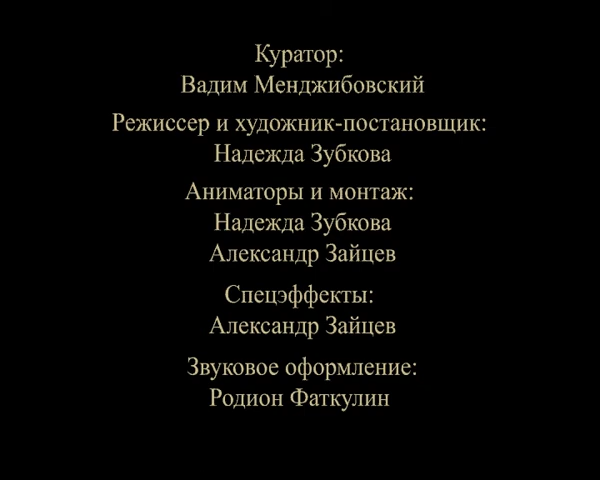 Куратор:
Вадим Менджибовский
Режиссер и художник-постановщик:
Надежда Зубкова
Аниматоры и монтаж:
Надежда Зубкова
Александр Зайцев
Спецэффекты:
Александр Зайцев
Звуковое оформление:
Родион Фаткулин